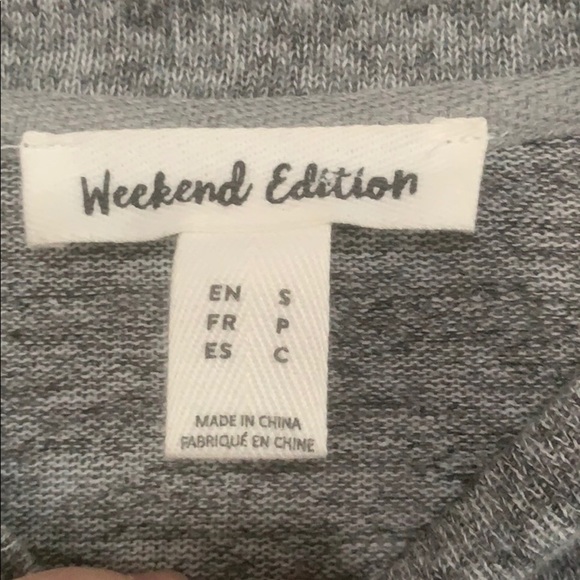 Weekend Edition
EN S
FR P
ES C
MADE IN CHINA
FABRIQUÉ EN CHINE